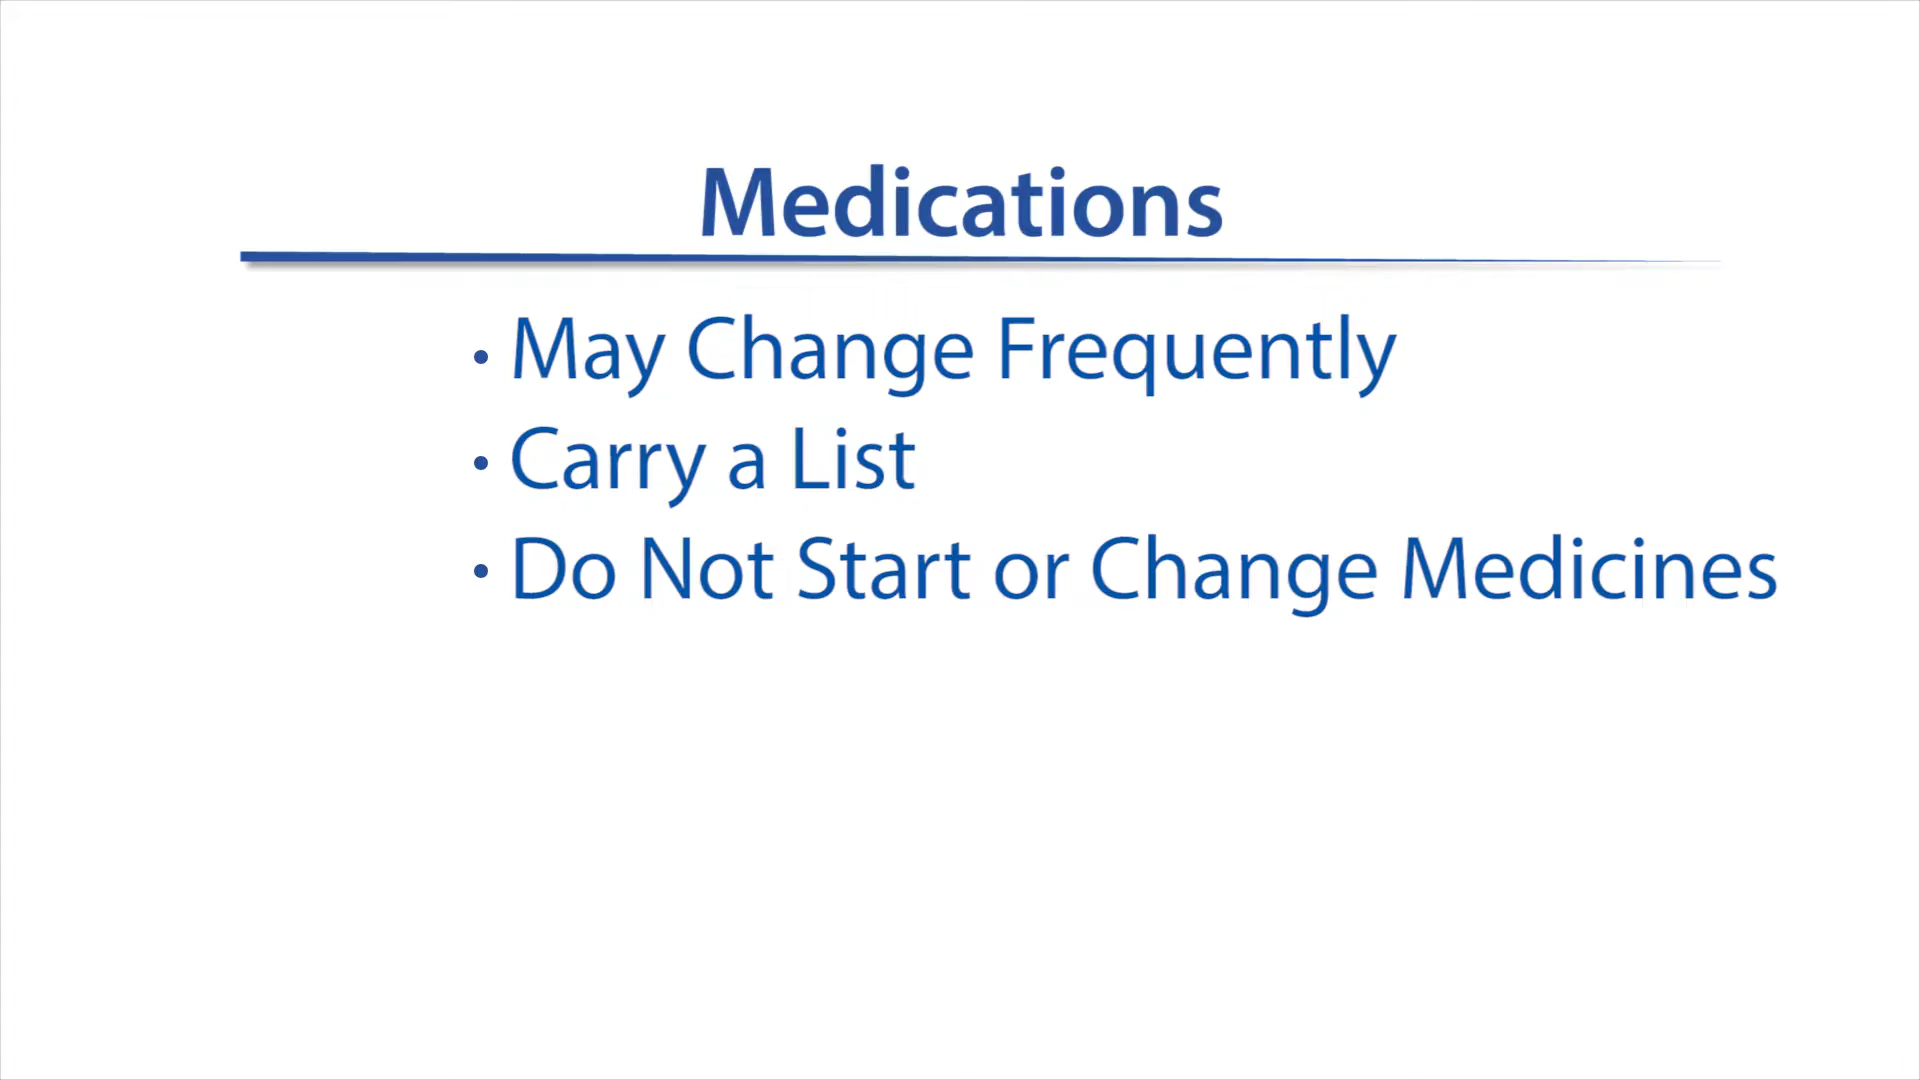 Medications
• May Change Frequently
• Carry a List
• Do Not Start or Change Medicines